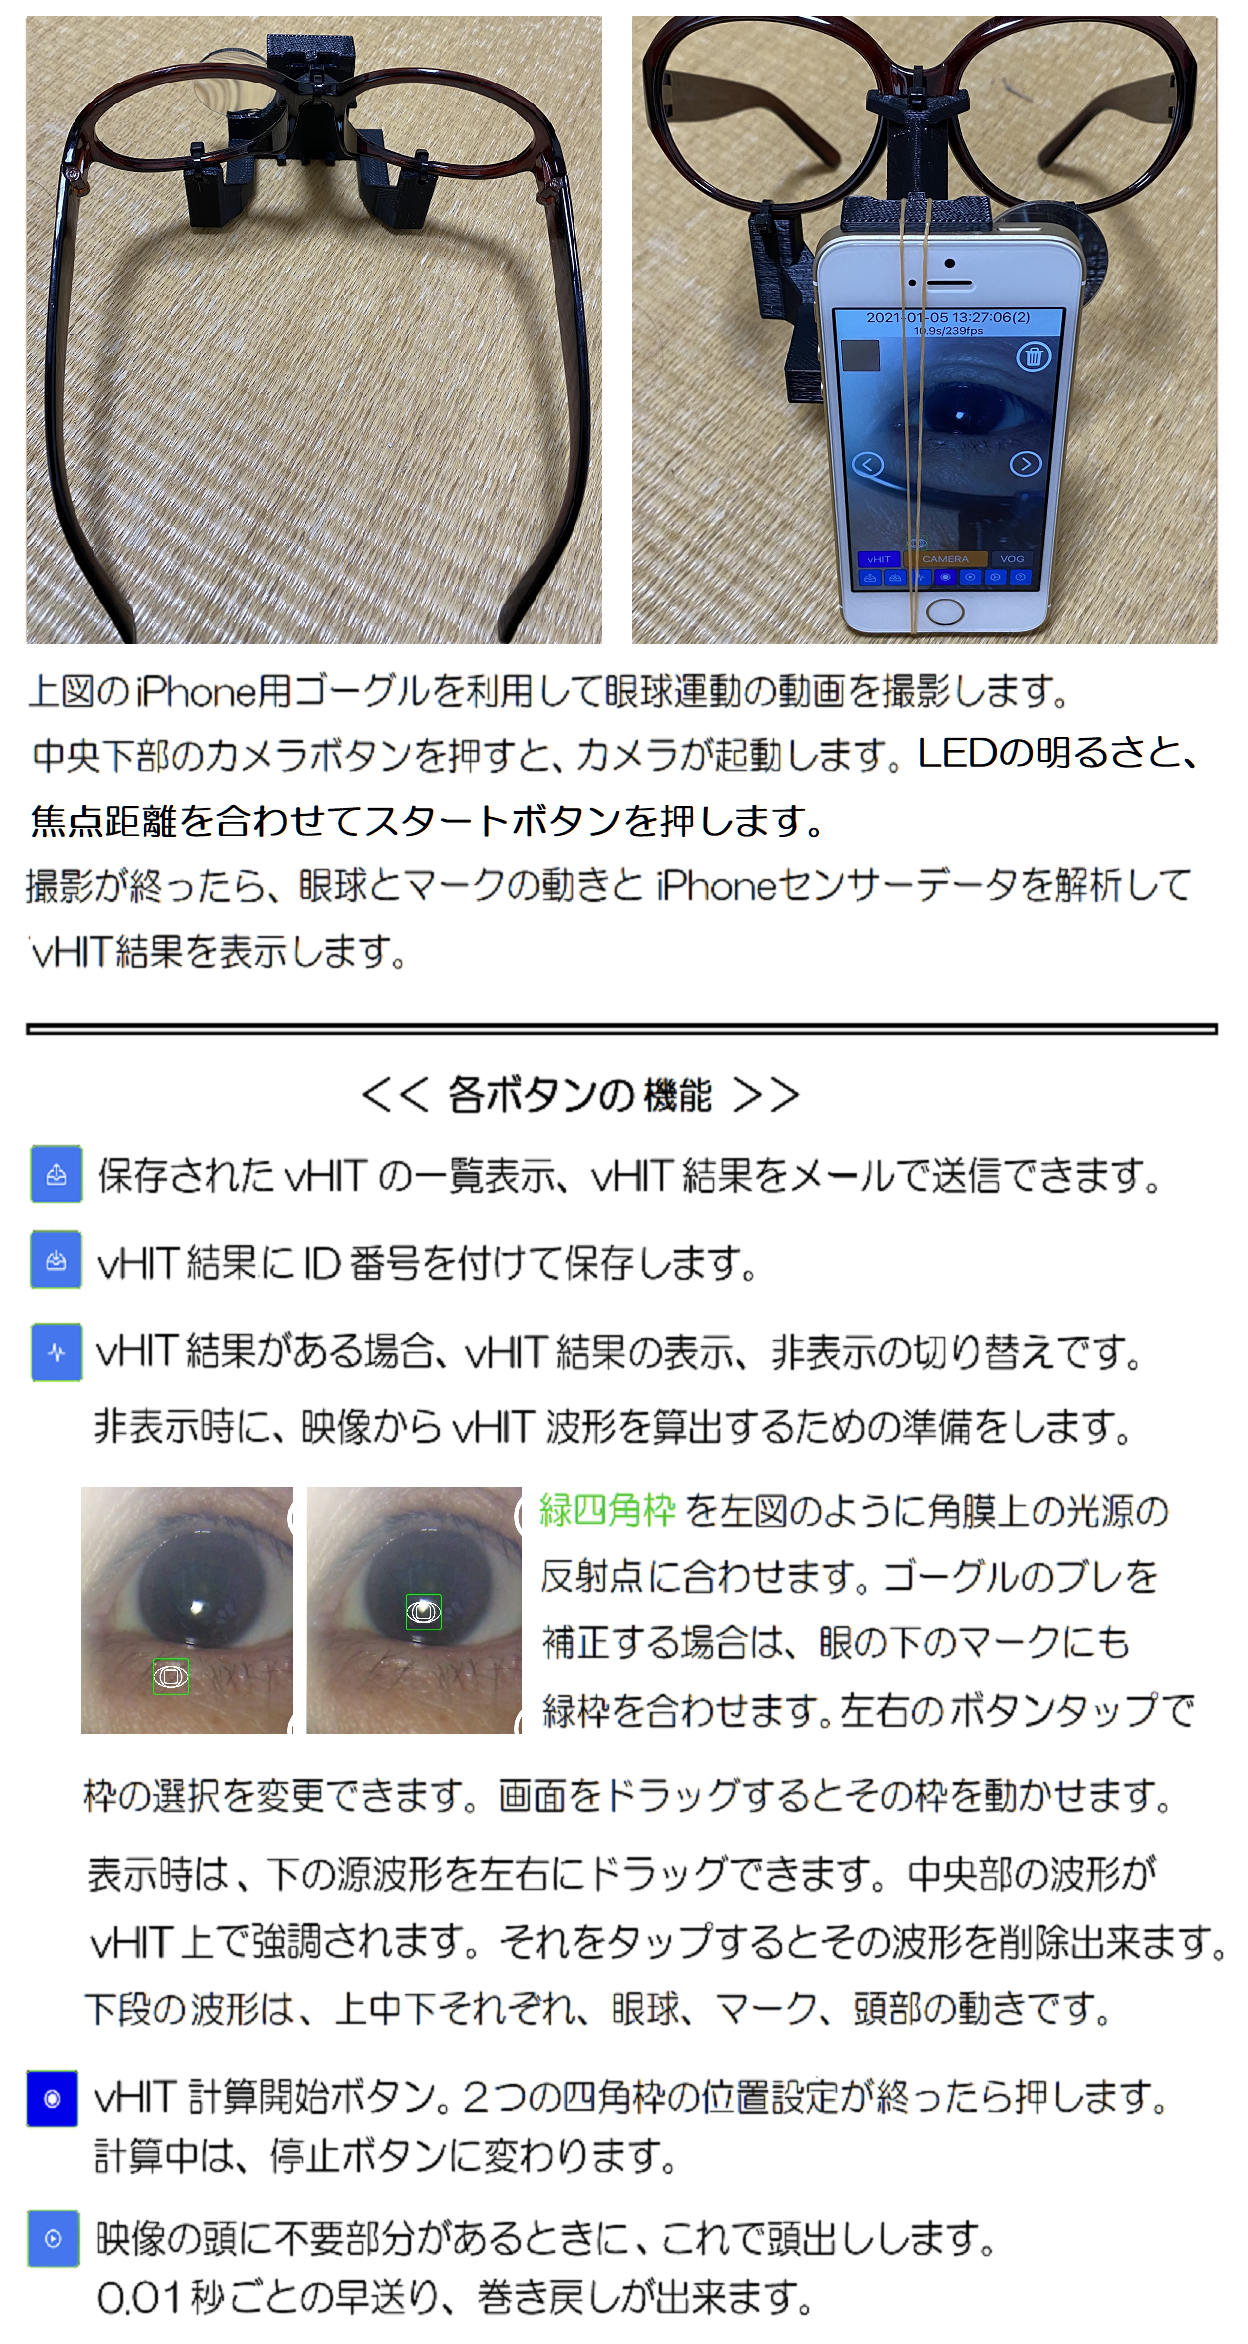 2021-01-05 13:27:06(2)
10.9s/239fps
vHIT CAMERA VOG
上図のiPhone用ゴーグルを利用して眼球運動の動画を撮影します。
中央下部のカメラボタンを押すと、カメラが起動します。LEDの明るさと、
焦点距離を合わせてスタートボタンを押します。
撮影が終ったら、眼球とマークの動きと iPhoneセンサーデータを解析して
vHIT結果を表示します。
<< 各ボタンの機能 >>
保存された vHIT の一覧表示、vHIT 結果をメールで送信できます。
vHIT 結果に ID 番号を付けて保存します。
vHIT 結果がある場合、vHIT 結果の表示、非表示の切り替えです。
非表示時に、映像から vHIT 波形を算出するための準備をします。
緑四角枠 を左図のように角膜上の光源の
反射点に合わせます。ゴーグルのブレを
補正する場合は、眼の下のマークにも
緑枠を合わせます。左右のボタンタップで
枠の選択を変更できます。画面をドラッグするとその枠を動かせます。
表示時は、下の源波形を左右にドラッグできます。中央部の波形が
vHIT 上で強調されます。それをタップするとその波形を削除出来ます。
下段の波形は、上中下それぞれ、眼球、マーク、頭部の動きです。
vHIT 計算開始ボタン。２つの四角枠の位置設定が終ったら押します。
計算中は、停止ボタンに変わります。
映像の頭に不要部分があるときに、これで頭出しします。
0.01 秒ごとの早送り、巻き戻しが出来ます。